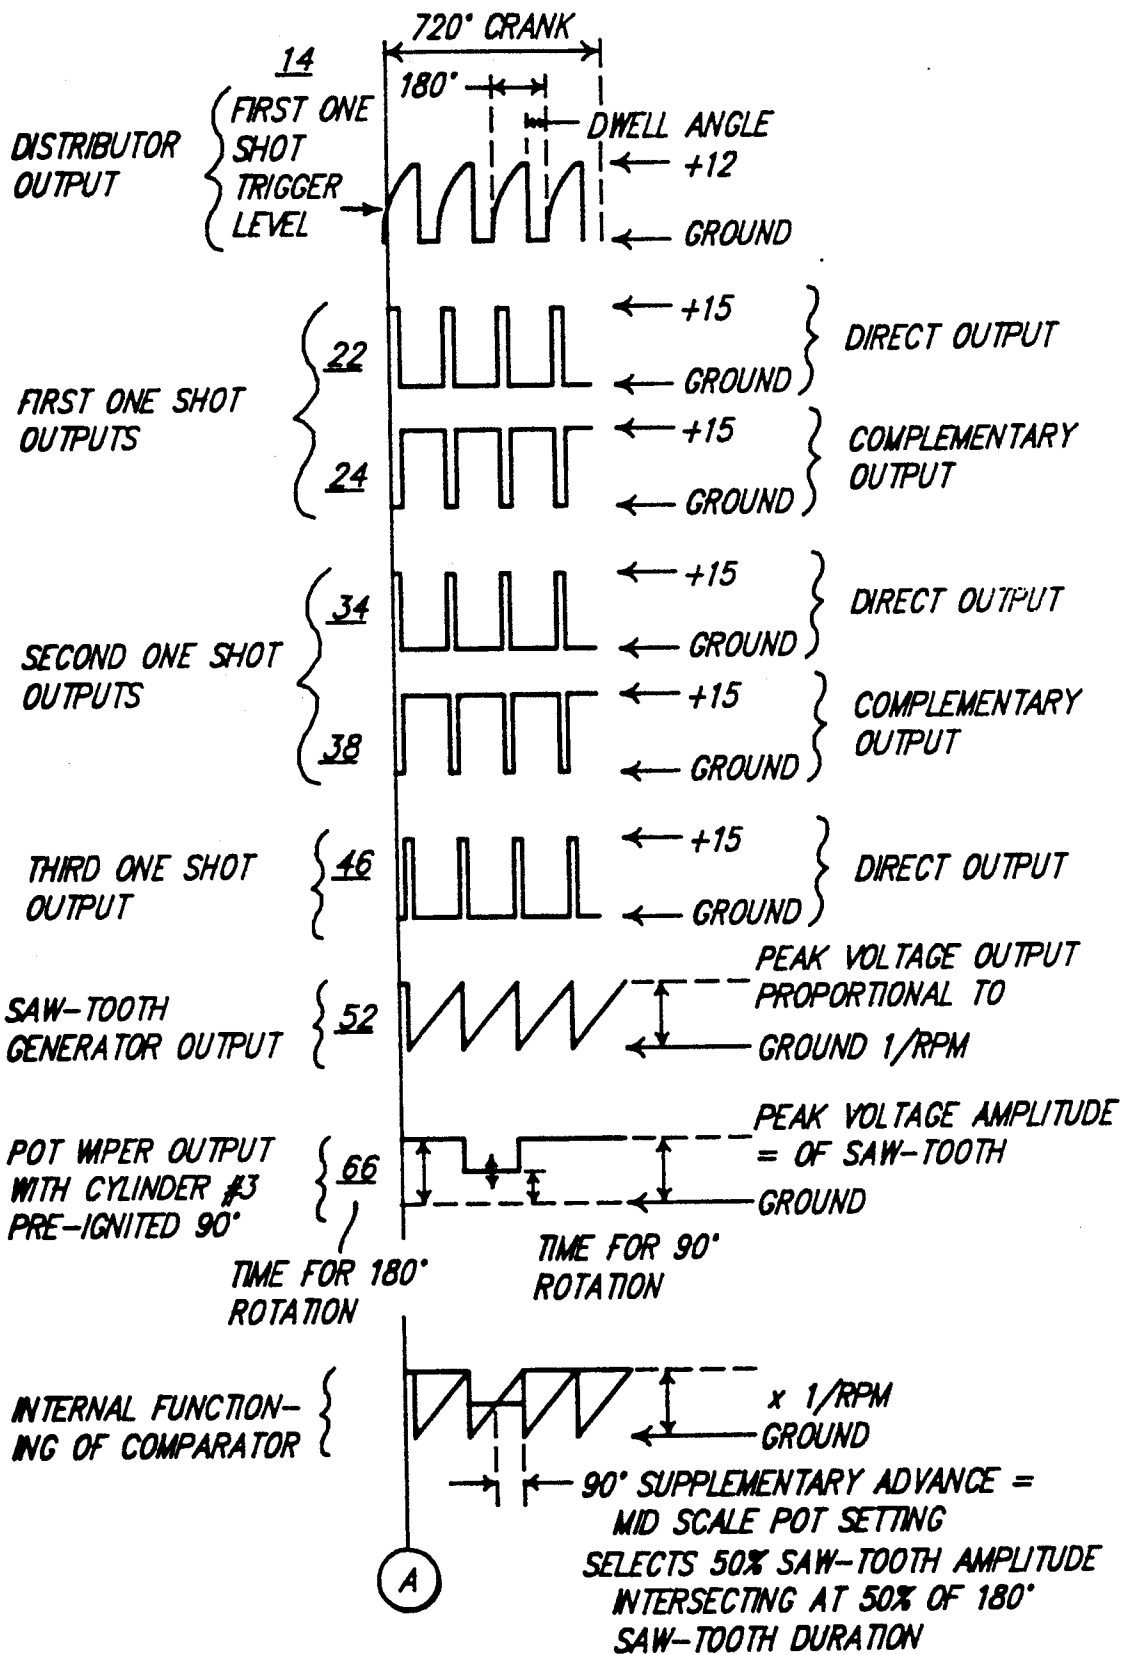 720° CRANK
14
180°
FIRST ONE
SHOT
TRIGGER
LEVEL
DISTRIBUTOR
OUTPUT
DWELL ANGLE
+12
GROUND
FIRST ONE SHOT
OUTPUTS
22
+15
GROUND
DIRECT OUTPUT
24
+15
GROUND
COMPLEMENTARY
OUTPUT
SECOND ONE SHOT
OUTPUTS
34
+15
GROUND
DIRECT OUTPUT
38
+15
GROUND
COMPLEMENTARY
OUTPUT
THIRD ONE SHOT
OUTPUT
46
+15
GROUND
DIRECT OUTPUT
SAW-TOOTH
GENERATOR OUTPUT
52
PEAK VOLTAGE OUTPUT
PROPORTIONAL TO
GROUND 1/RPM
POT WIPER OUTPUT
WITH CYLINDER #3
PRE-IGNITED 90°
66
PEAK VOLTAGE AMPLITUDE
= OF SAW-TOOTH
GROUND
TIME FOR 180°
ROTATION
TIME FOR 90°
ROTATION
INTERNAL FUNCTION-
ING OF COMPARATOR
x 1/RPM
GROUND
90° SUPPLEMENTARY ADVANCE =
MID SCALE POT SETTING
SELECTS 50% SAW-TOOTH AMPLITUDE
INTERSECTING AT 50% OF 180°
SAW-TOOTH DURATION
A